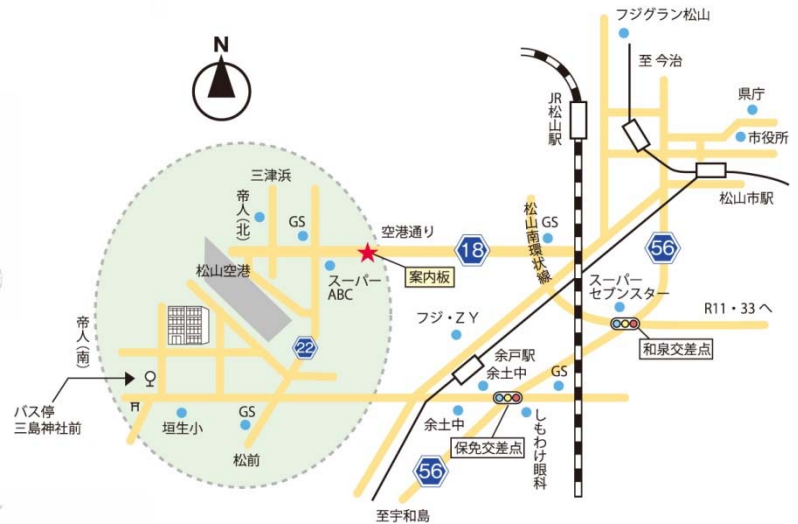 フジグラン松山
N
至 今治
県庁
市役所
JR松山駅
松山市駅
三津浜
帝人(北)
GS
空港通り
松山南環状線
GS
18
56
松山空港
スーパー
ABC
案内板
スーパー
セブンスター
R11・33 へ
和泉交差点
帝人(南)
22
フジ・ZY
余戸駅
余土中
GS
バス停
三島神社前
垣生小
GS
余土中
保免交差点
しもわけ眼科
松前
56
至宇和島